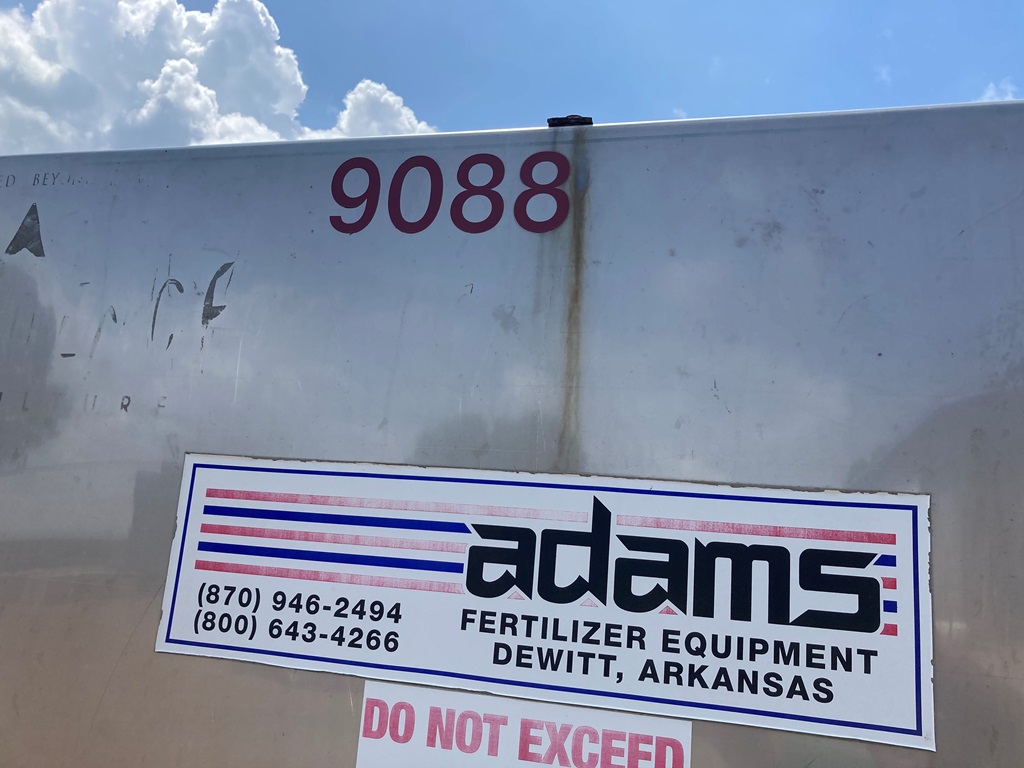 9088
adams
(870) 946-2494
(800) 643-4266
FERTILIZER EQUIPMENT
DEWITT, ARKANSAS
DO NOT EXCEED